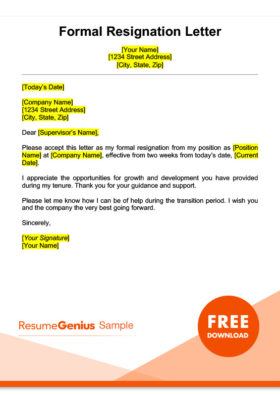 Formal Resignation Letter
[Your Name]
[1234 Street Address]
[City, State, Zip]
[Today's Date]
[Company Name]
[1234 Street Address]
[City, State, Zip]
Dear [Supervisor's Name],
Please accept this letter as my formal resignation from my position as [Position
Name] at [Company Name], effective from two weeks from today's date, [Current
Date].
I appreciate the opportunities for growth and development you have provided
during my tenure. Thank you for your guidance and support.
Please let me know how I can be of help during the transition period. I wish you
and the company the very best going forward.
Sincerely,
[Your Signature]
[Your Name]
ResumeGenius Sample
FREE
DOWNLOAD